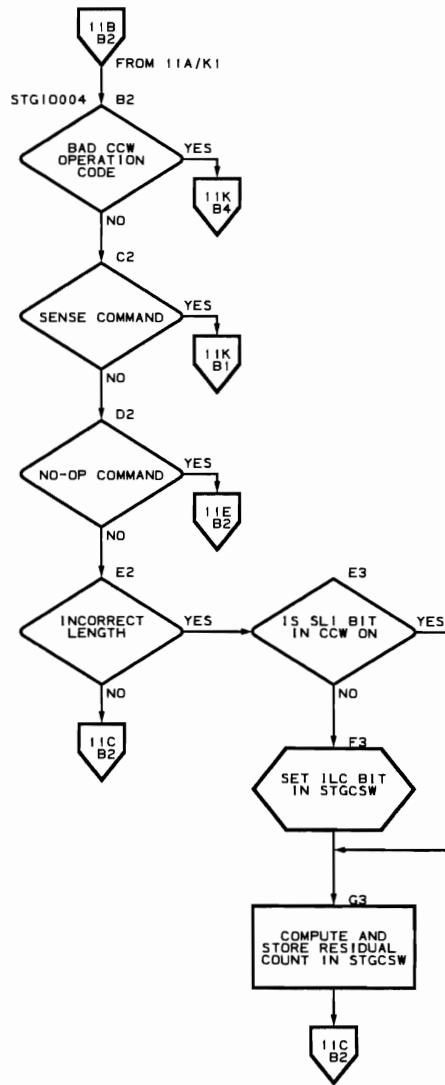 11B
B2
FROM 11A/K1
STGIO004
B2
BAD CCW
OPERATION
CODE
YES
11K
B4
NO
C2
SENSE COMMAND
YES
11K
B1
NO
D2
NO-OP COMMAND
YES
11E
B2
NO
E2
INCORRECT
LENGTH
YES
NO
11C
B2
E3
IS SLI BIT
IN CCW ON
YES
NO
F3
SET ILC BIT
IN STGCSW
G3
COMPUTE AND
STORE RESIDUAL
COUNT IN STGCSW
11C
B2